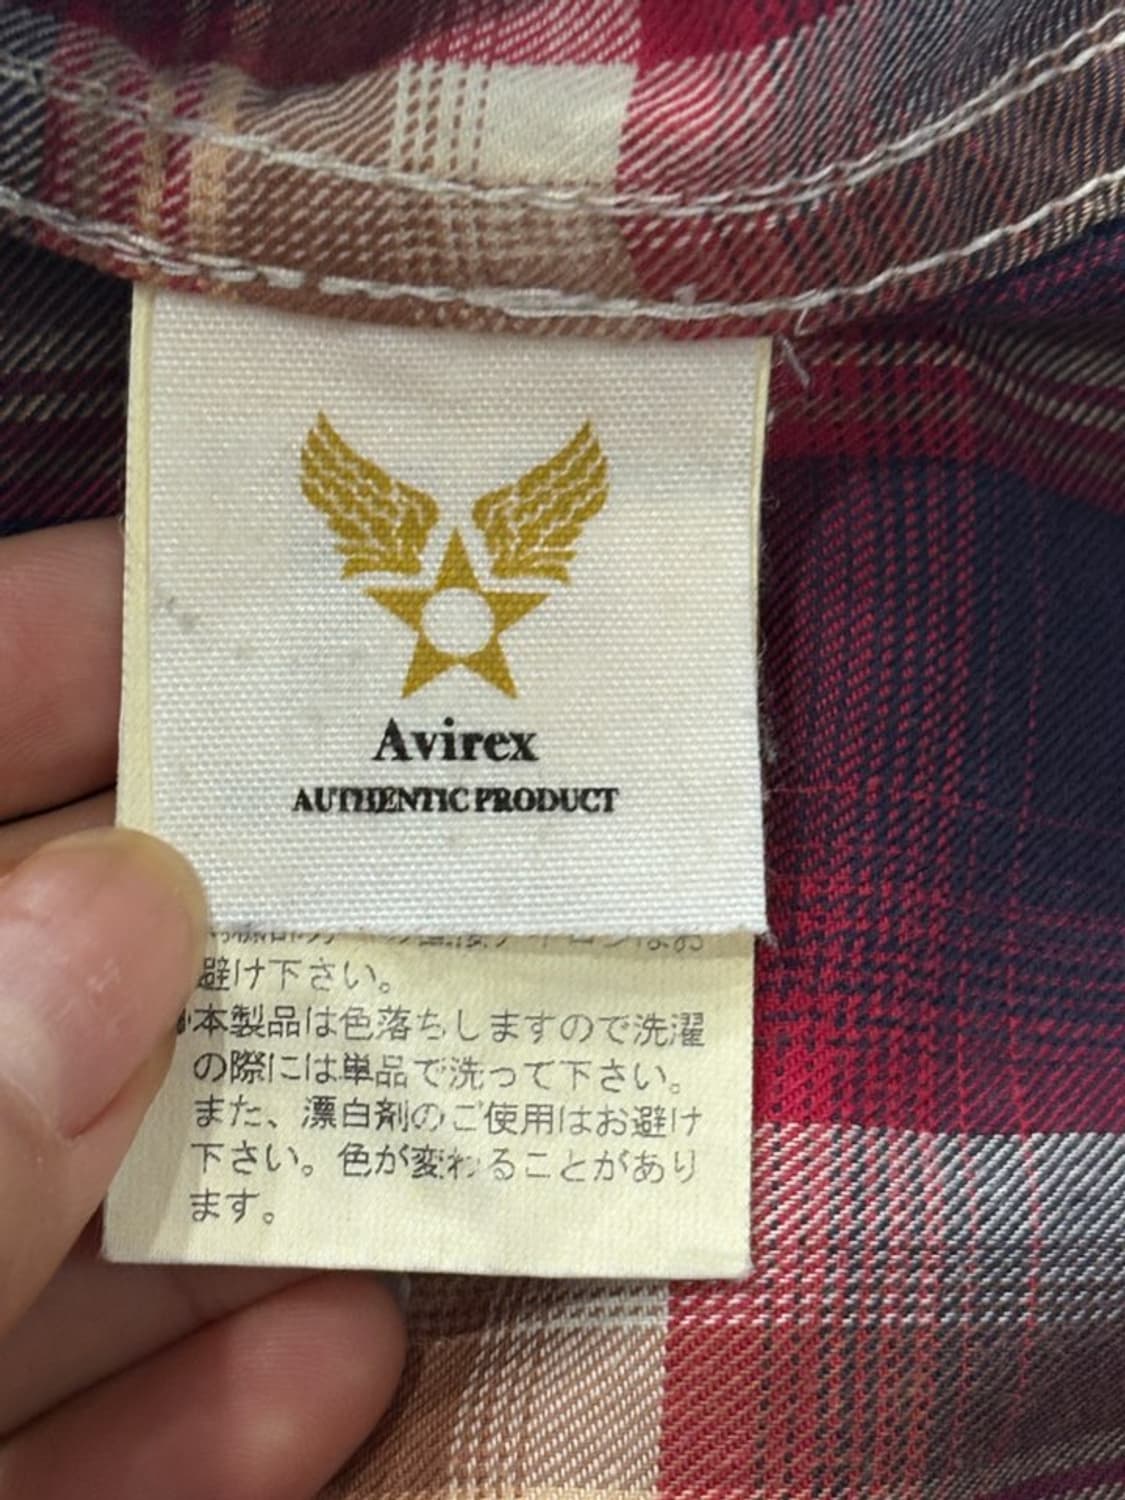 Avirex
AUTHENTIC PRODUCT
避け下さい。
本製品は色落ちしますので洗濯
の際には単品で洗って下さい。
また、漂白剤のご使用はお避け
下さい。色が変わることがあり
ます。